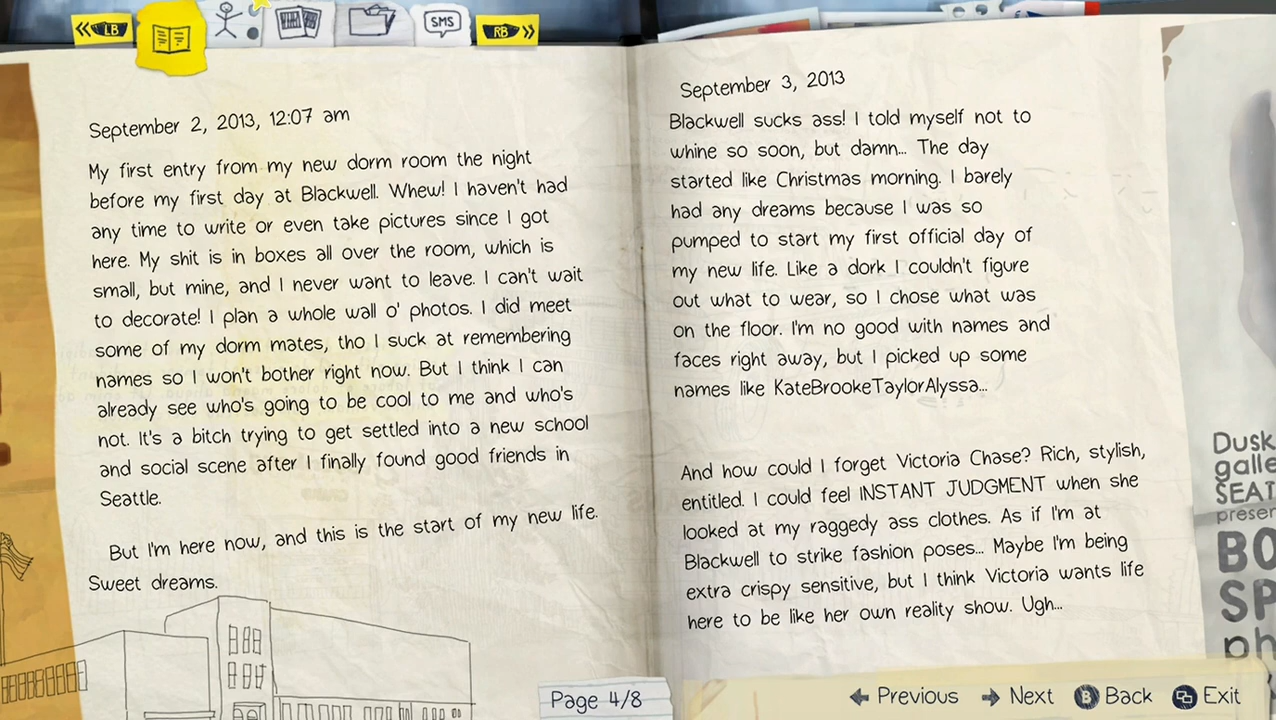 LB
SMS
RB
September 2, 2013, 12:07 am
My first entry from my new dorm room the night
before my first day at Blackwell. Whew! I haven't had
any time to write or even take pictures since I got
here. My shit is in boxes all over the room, which is
small, but mine, and I never want to leave. I can't wait
to decorate! I plan a whole wall o' photos. I did meet
some of my dorm mates, tho I suck at remembering
names so I won't bother right now. But I think I can
already see who's going to be cool to me and who's
not. It's a bitch trying to get settled into a new school
and social scene after I finally found good friends in
Seattle.
But I'm here now, and this is the start of my new life.
Sweet dreams.
September 3, 2013
Blackwell sucks ass! I told myself not to
whine so soon, but damn... The day
started like Christmas morning. I barely
had any dreams because I was so
pumped to start my first official day of
my new life. Like a dork I couldn't figure
out what to wear, so I chose what was
on the floor. I'm no good with names and
faces right away, but I picked up some
names like KateBrookeTaylorAlyssa...
And how could I forget Victoria Chase? Rich, stylish,
entitled. I could feel INSTANT JUDGMENT when she
looked at my raggedy ass clothes. As if I'm at
Blackwell to strike fashion poses... Maybe I'm being
extra crispy sensitive, but I think Victoria wants life
here to be like her own reality show. Ugh...
Dusk
galle
SEAT
presen
BO
SP
ph
Page 4/8
Previous
Next
B Back
Exit